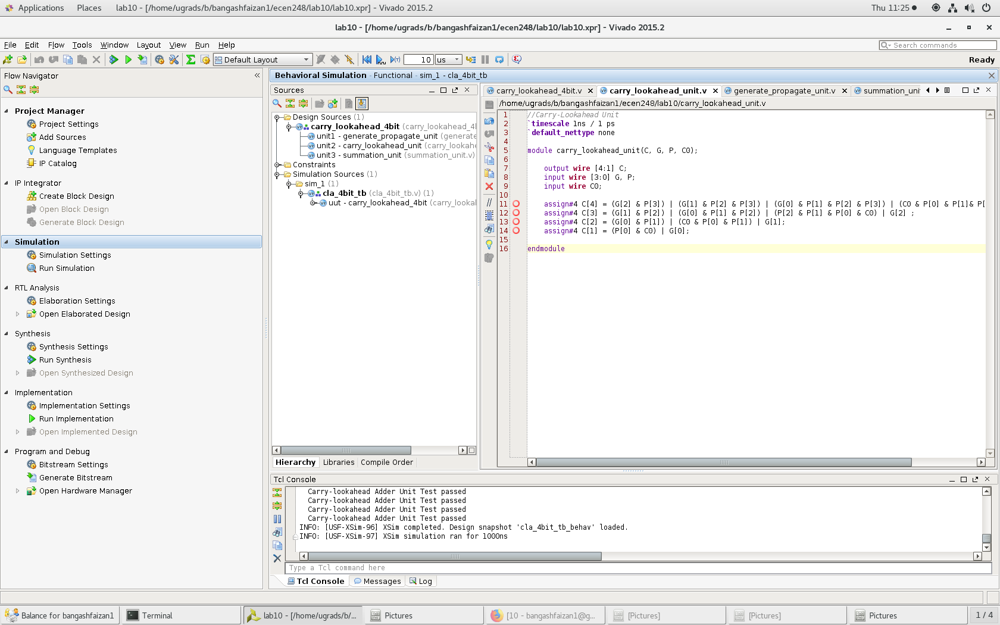 Applications Places lab10 - [/home/ugrads/b/bangashfaizan1/ecen248/lab10/lab10.xpr] - Vivado 2015.2 Thu 11:25
lab10 - [/home/ugrads/b/bangashfaizan1/ecen248/lab10/lab10.xpr] - Vivado 2015.2
File Edit Flow Tools Window Layout View Run Help Search commands
Default Layout 10 us Ready
Flow Navigator
Project Manager
Project Settings
Add Sources
Language Templates
IP Catalog
IP Integrator
Create Block Design
Open Block Design
Generate Block Design
Simulation
Simulation Settings
Run Simulation
RTL Analysis
Elaboration Settings
Open Elaborated Design
Synthesis
Synthesis Settings
Run Synthesis
Open Synthesized Design
Implementation
Implementation Settings
Run Implementation
Open Implemented Design
Program and Debug
Bitstream Settings
Generate Bitstream
Open Hardware Manager
Behavioral Simulation - Functional - sim_1 - cla_4bit_tb
Sources
Design Sources (1)
carry_lookahead_4bit (carry_lookahead_4l
unit1 - generate_propagate_unit (generate
unit2 - carry_lookahead_unit (carry_lookahe
unit3 - summation_unit (summation_unit.v)
Constraints
Simulation Sources (1)
sim_1 (1)
cla_4bit_tb (cla_4bit_tb.v) (1)
uut - carry_lookahead_4bit (carry_lookal
Hierarchy Libraries Compile Order
carry_lookahead_4bit.v carry_lookahead_unit.v generate_propagate_unit.v summation_uni
/home/ugrads/b/bangashfaizan1/ecen248/lab10/carry_lookahead_unit.v
1 //Carry-Lookahead Unit
2 `timescale 1ns / 1 ps
3 `default_nettype none
4
5 module carry_lookahead_unit(C, G, P, C0);
6
7 output wire [4:1] C;
8 input wire [3:0] G, P;
9 input wire C0;
10
11 assign#4 C[4] = (G[2] & P[3]) | (G[1] & P[2] & P[3]) | (G[0] & P[1] & P[2] & P[3]) | (C0 & P[0] & P[1]& P[
12 assign#4 C[3] = (G[1] & P[2]) | (G[0] & P[1] & P[2]) | (P[2] & P[1] & P[0] & C0) | G[2] ;
13 assign#4 C[2] = (G[0] & P[1]) | (C0 & P[0] & P[1]) | G[1];
14 assign#4 C[1] = (P[0] & C0) | G[0];
15
16 endmodule
Tcl Console
Carry-lookahead Adder Unit Test passed
Carry-lookahead Adder Unit Test passed
Carry-lookahead Adder Unit Test passed
Carry-lookahead Adder Unit Test passed
INFO: [USF-XSim-96] XSim completed. Design snapshot 'cla_4bit_tb_behav' loaded.
INFO: [USF-XSim-97] XSim simulation ran for 1000ns
Type a Tcl command here
Tcl Console Messages Log
Balance for bangashfaizan1 Terminal lab10 - [/home/ugrads/b/... Pictures [10 - bangashfaizan1@g... [Pictures] [Pictures] Pictures 1 / 4